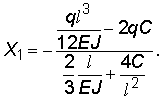 X₁ = − (ql³/12EJ − 2qC) / (2/3 l/EJ + 4C/l²).